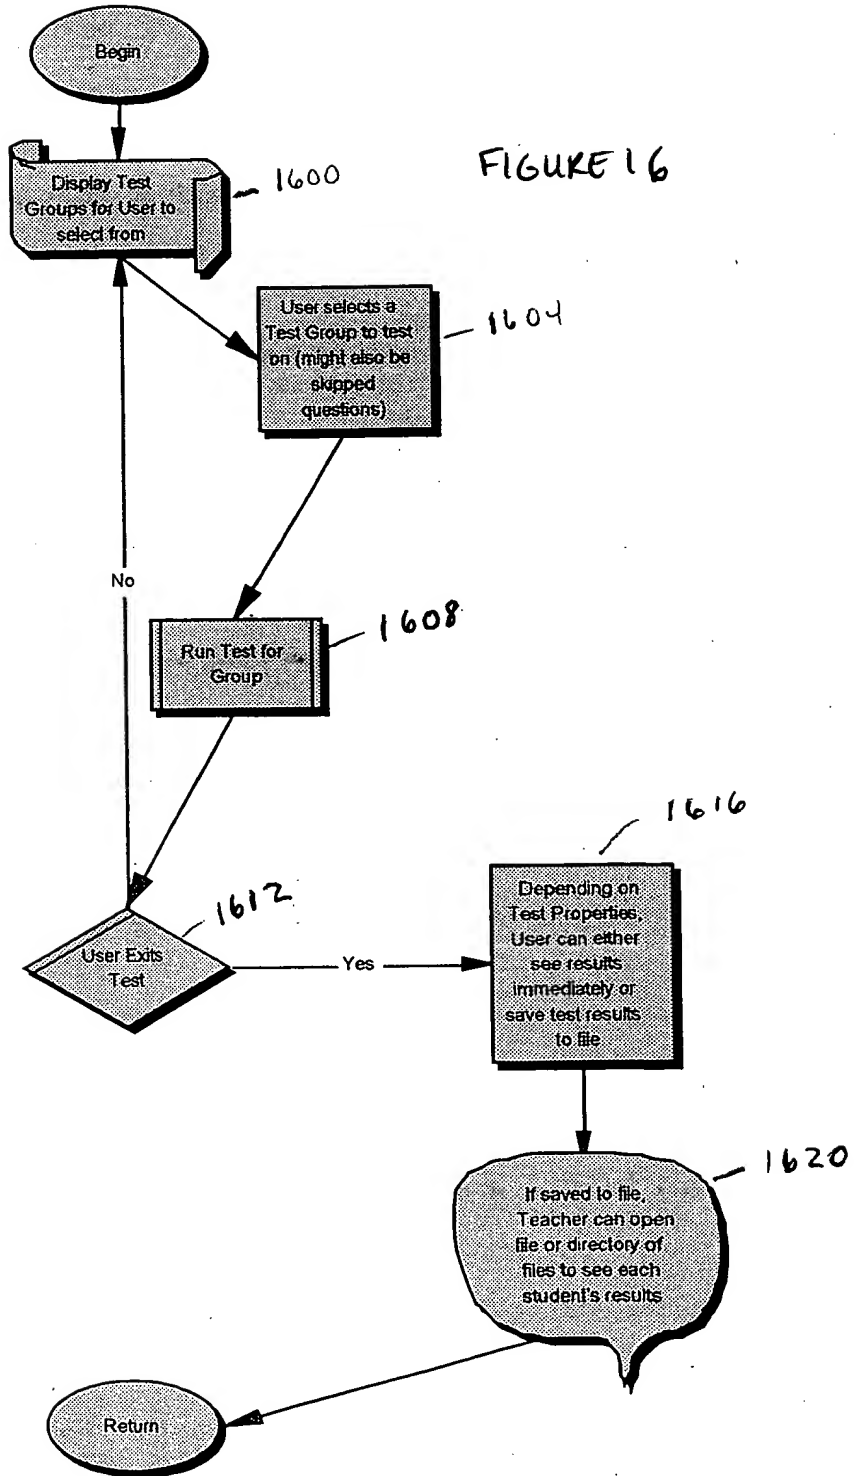 Begin
FIGURE 16
Display Test
Groups for User to
select from
1600
User selects a
Test Group to test
on (might also be
skipped
questions)
1604
No
Run Test for
Group
1608
1616
Depending on
Test Properties,
User can either
see results
immediately or
save test results
to file
1612
User Exits
Test
Yes
1620
If saved to file,
Teacher can open
file or directory of
files to see each
student's results
Return